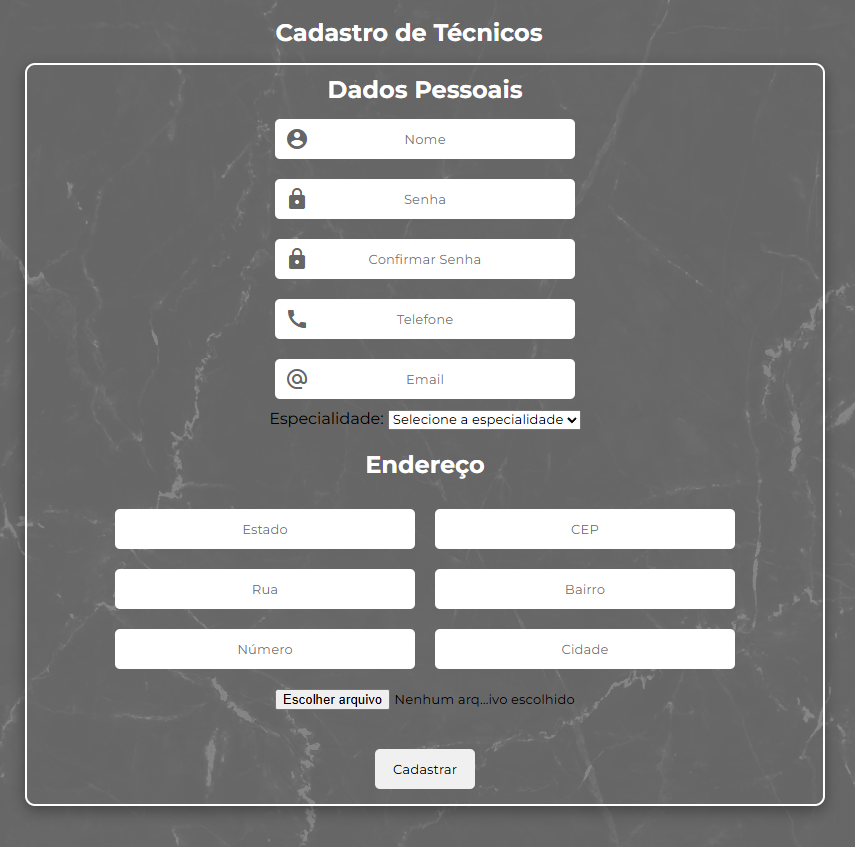 Cadastro de Técnicos
Dados Pessoais
Nome
Senha
Confirmar Senha
Telefone
Email
Especialidade: Selecione a especialidade
Endereço
Estado CEP
Rua Bairro
Número Cidade
Escolher arquivo Nenhum arq...ivo escolhido
Cadastrar